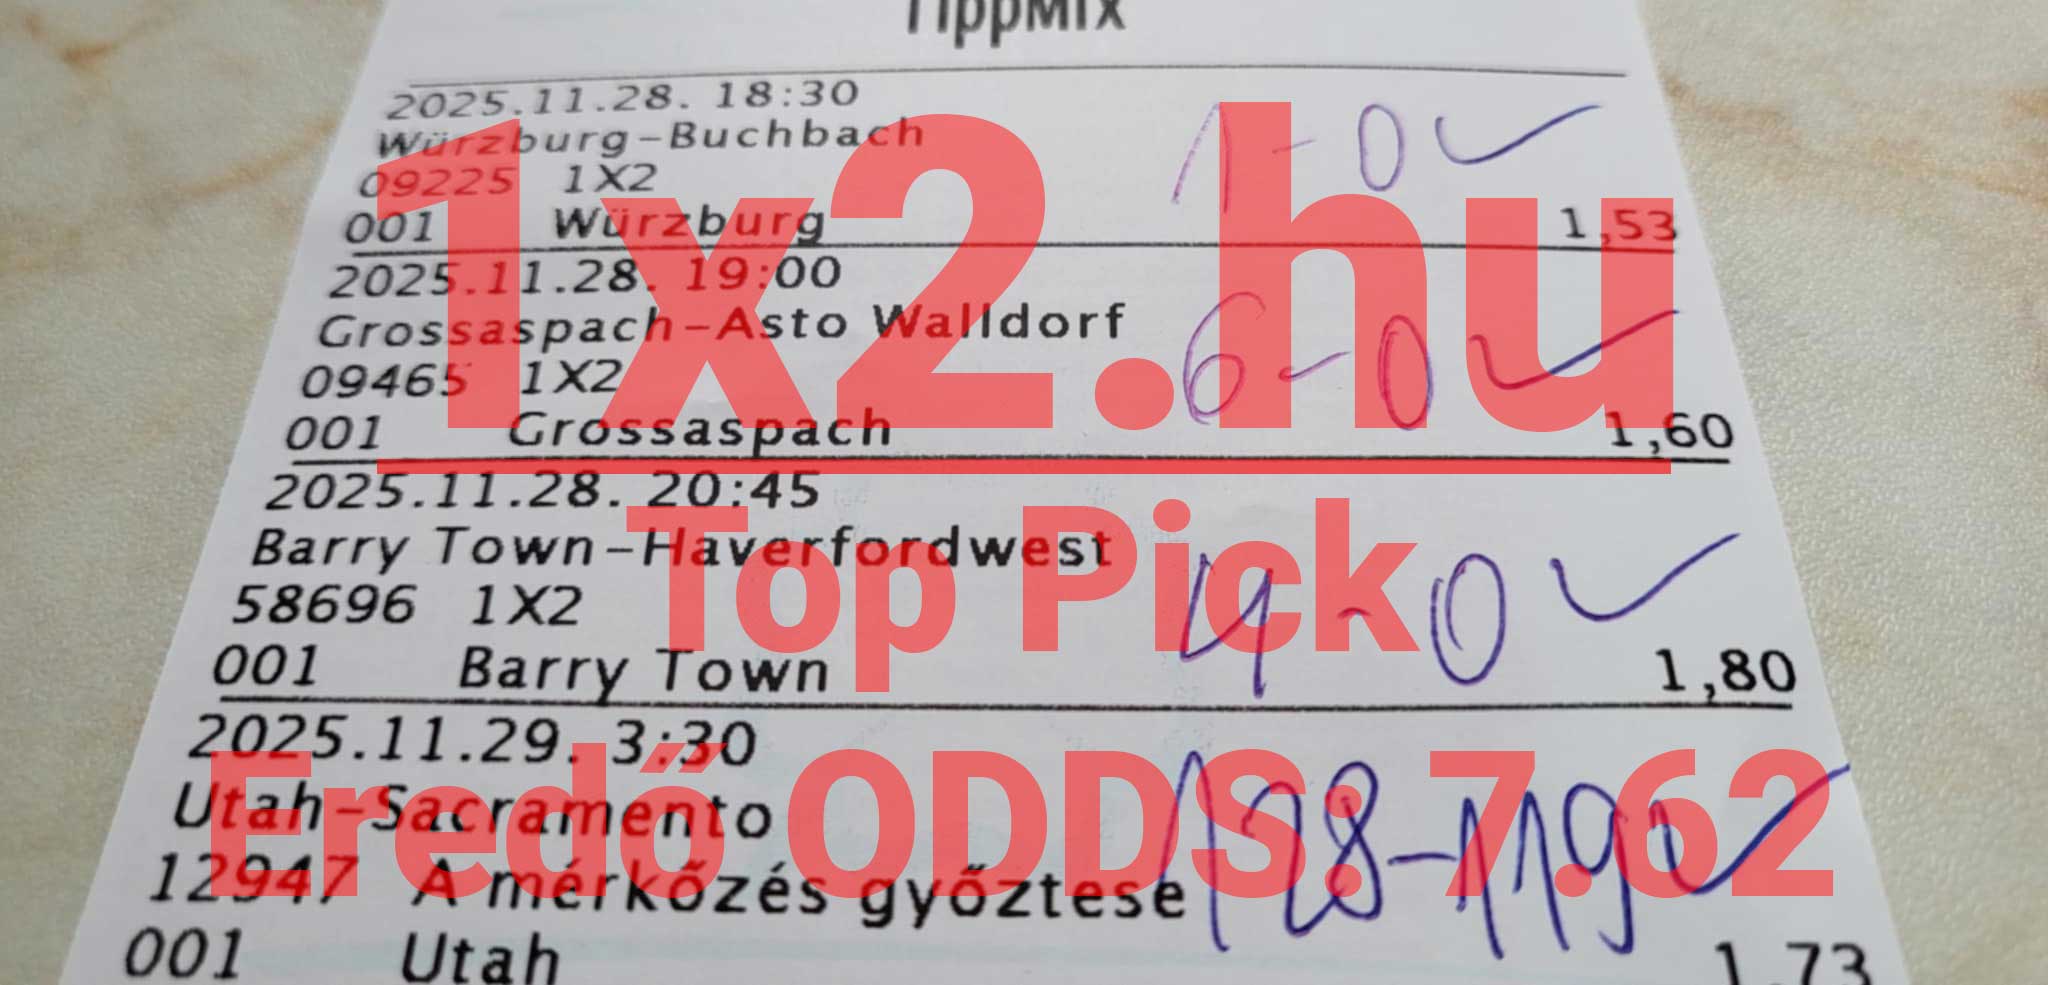 TippMix
2025.11.28. 18:30
Würzburg-Buchbach
09225 1X2
1-0 ✓
001 Würzburg 1,53
2025.11.28. 19:00
Grossaspach-Asto Walldorf
09465 1X2
6-0 ✓
001 Grossaspach 1,60
2025.11.28. 20:45
Barry Town-Haverfordwest
58696 1X2
4-0 ✓
001 Barry Town 1,80
2025.11.29. 3:30
Utah-Sacramento
12947 A mérkőzés győztese
128-119 ✓
001 Utah 1,73
1x2.hu
Top Pick
Eredő ODDS: 7.62